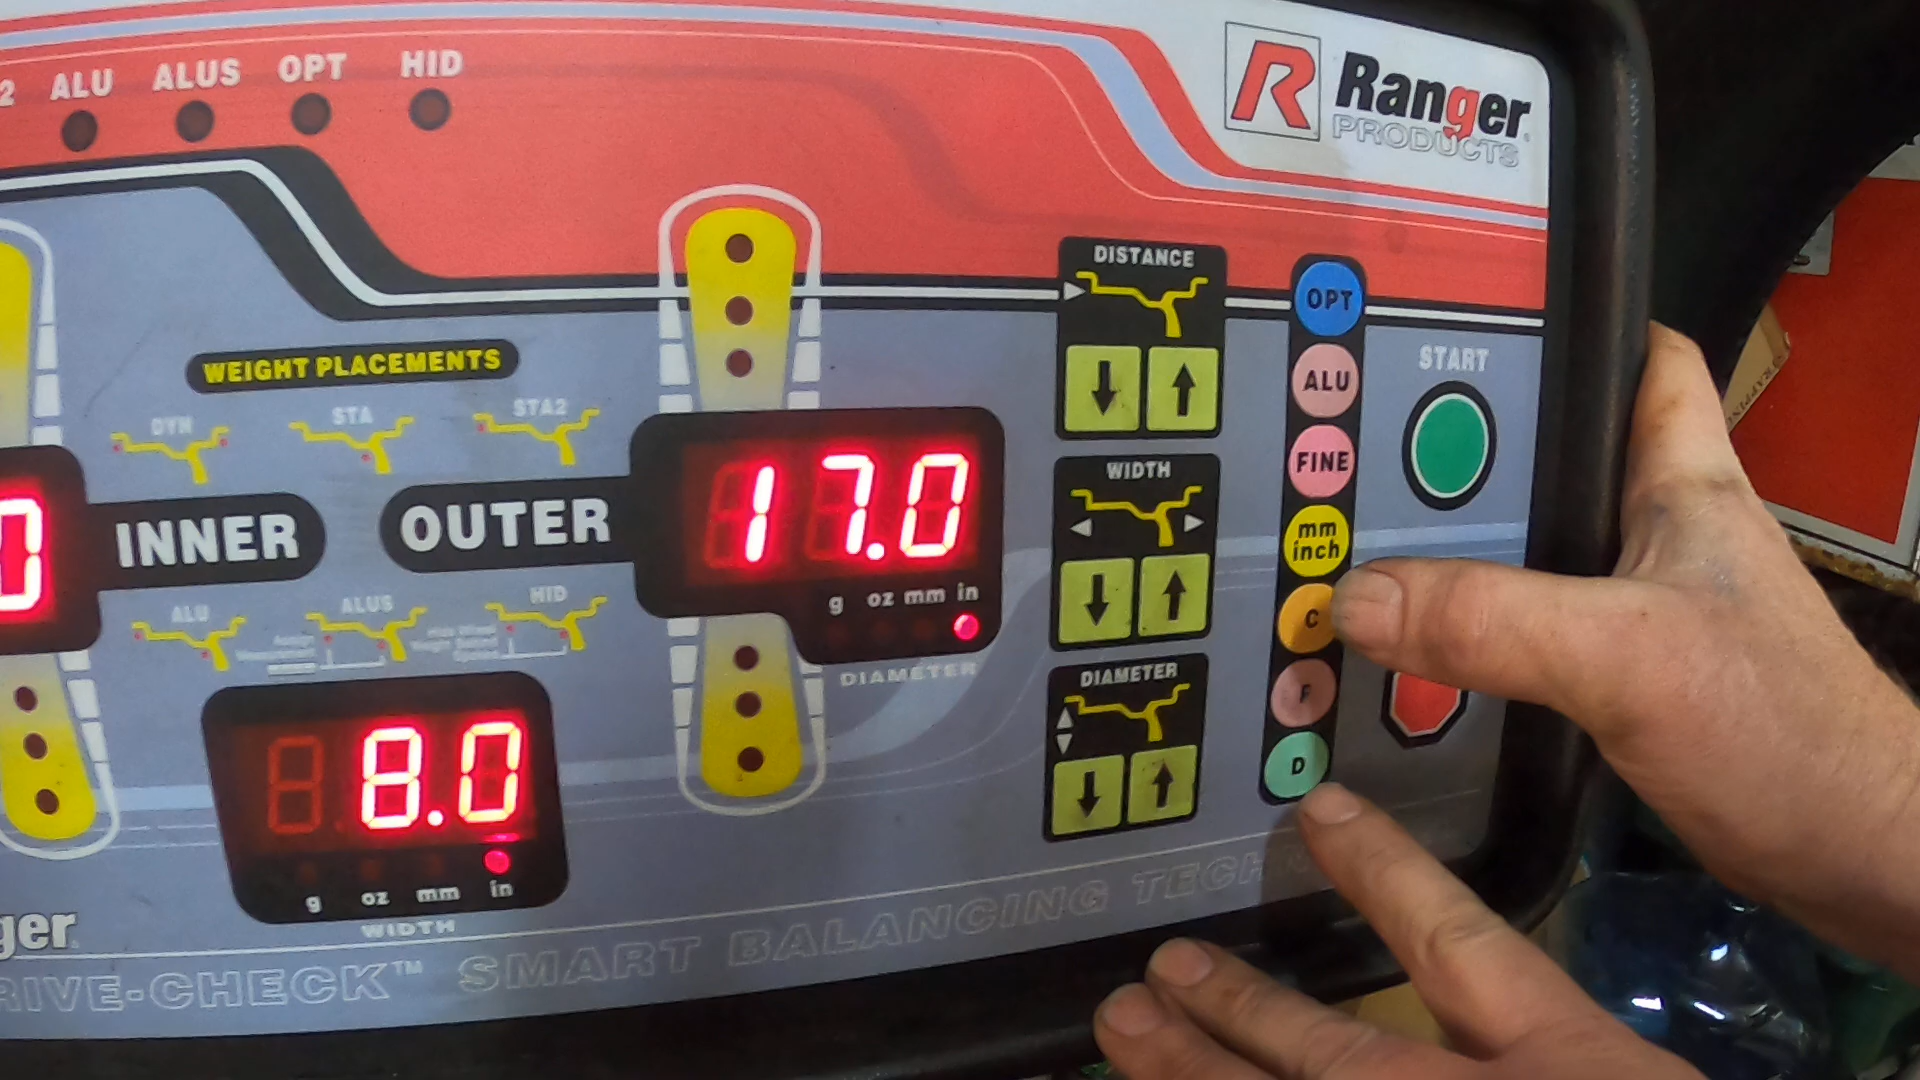 2 ALU ALUS OPT HID
Ranger
PRODUCTS
DISTANCE
WEIGHT PLACEMENTS
DYN STA STA2
INNER
OUTER
0
17.0
g oz mm in
DIAMETER
ALU ALUS HID
8.0
g oz mm in
WIDTH
WIDTH
DIAMETER
OPT
ALU
FINE
mm
inch
C
F
D
START
ger
RIVE-CHECK™ SMART BALANCING TECH